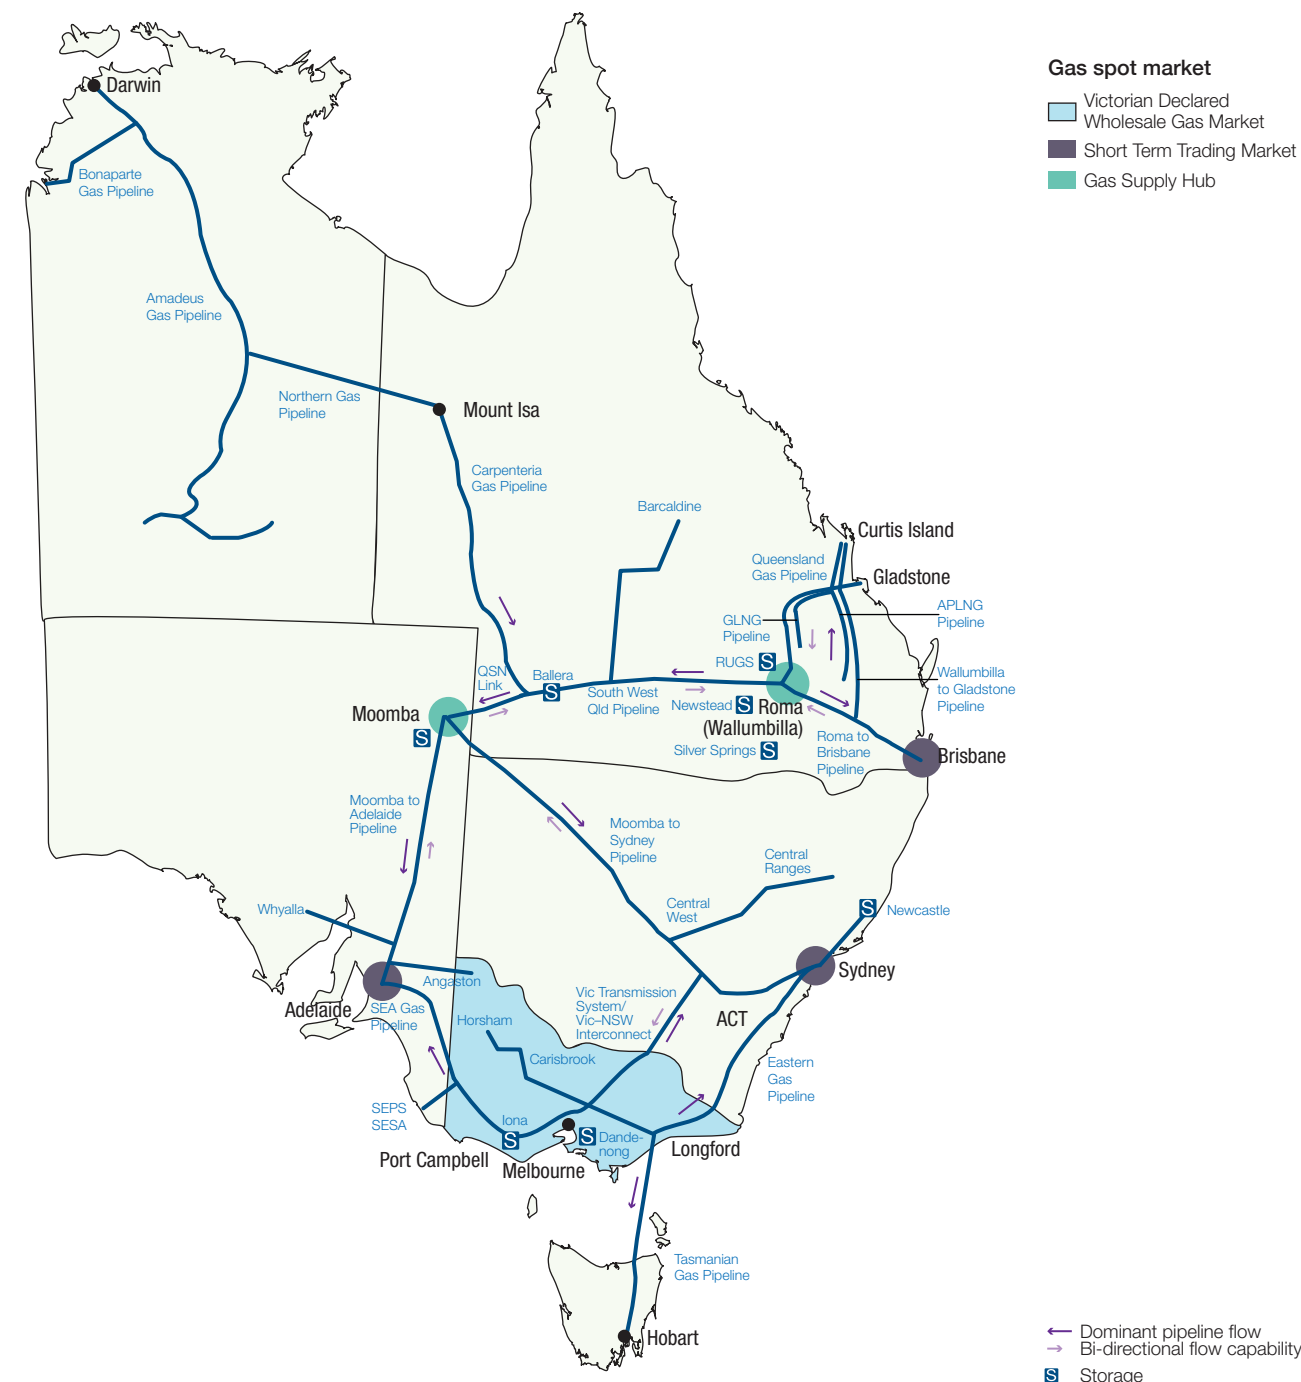 Gas spot market
Victorian Declared
Wholesale Gas Market
Short Term Trading Market
Gas Supply Hub
Darwin
Bonaparte
Gas Pipeline
Amadeus
Gas Pipeline
Northern Gas
Pipeline
Mount Isa
Carpenteria
Gas Pipeline
Barcaldine
Curtis Island
Queensland
Gas Pipeline
Gladstone
APLNG
Pipeline
GLNG
Pipeline
RUGS S
QSN
Link
Ballera
S
South West
Qld Pipeline
Newstead S
Roma
(Wallumbilla)
Wallumbilla
to Gladstone
Pipeline
Moomba
S
Silver Springs S
Roma to
Brisbane
Pipeline
Brisbane
Moomba to
Adelaide
Pipeline
Moomba to
Sydney
Pipeline
Central
Ranges
Central
West
Whyalla
S Newcastle
Sydney
Angaston
Adelaide
SEA Gas
Pipeline
Horsham
Vic Transmission
System/
Vic–NSW
Interconnect
ACT
Carisbrook
Eastern
Gas
Pipeline
SEPS
SESA
Iona
S
S Dande-
nong
Port Campbell
Melbourne
Longford
Tasmanian
Gas Pipeline
Hobart
Dominant pipeline flow
Bi-directional flow capability
S Storage